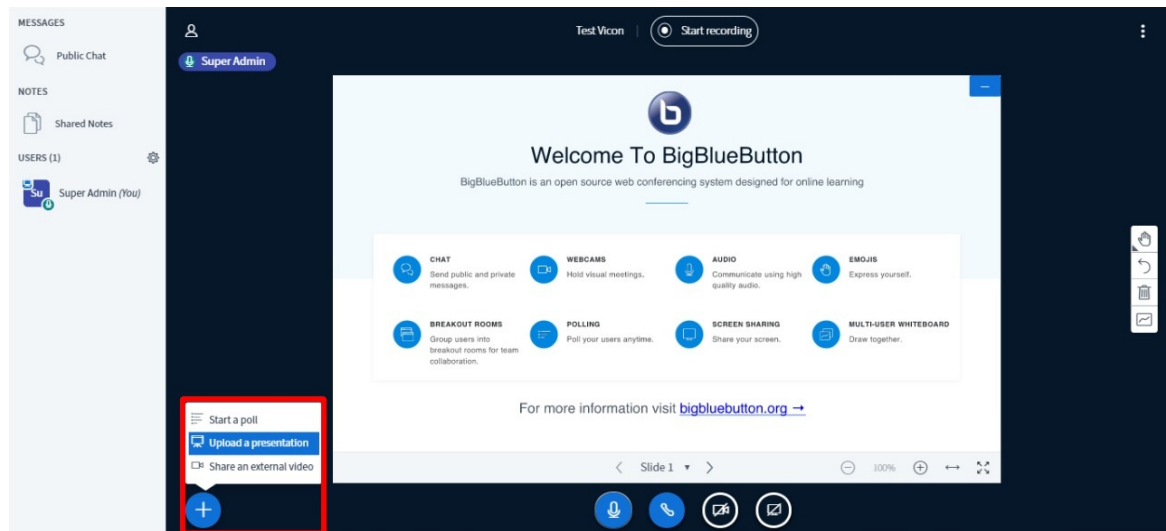 MESSAGES
Public Chat
NOTES
Shared Notes
USERS (1)
Su
Super Admin (You)
Test Vicon
Start recording
Super Admin
b
Welcome To BigBlueButton
BigBlueButton is an open source web conferencing system designed for online learning
CHAT
Send public and private
messages.
WEBCAMS
Hold visual meetings.
AUDIO
Communicate using high
quality audio.
EMOJIS
Express yourself.
BREAKOUT ROOMS
Group users into
breakout rooms for team
collaboration.
POLLING
Poll your users anytime.
SCREEN SHARING
Share your screen.
MULTI-USER WHITEBOARD
Draw together.
For more information visit bigbluebutton.org →
Start a poll
Upload a presentation
Share an external video
Slide 1
100%